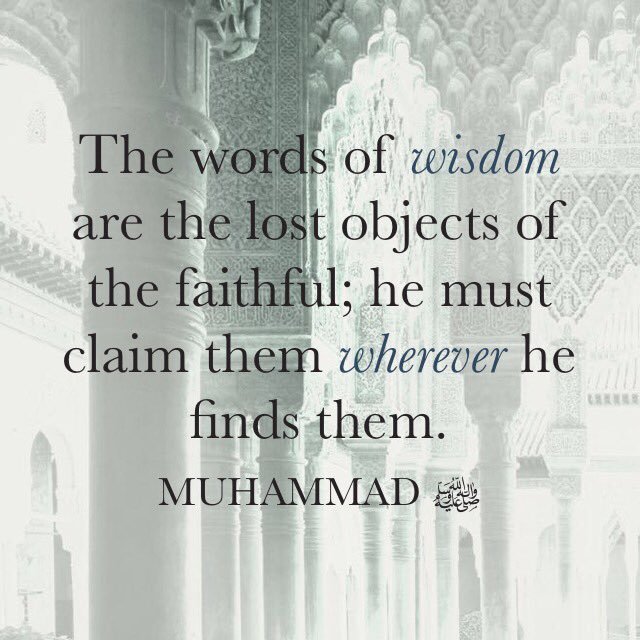 The words of wisdom
are the lost objects of
the faithful; he must
claim them wherever he
finds them.
MUHAMMAD ﷺ